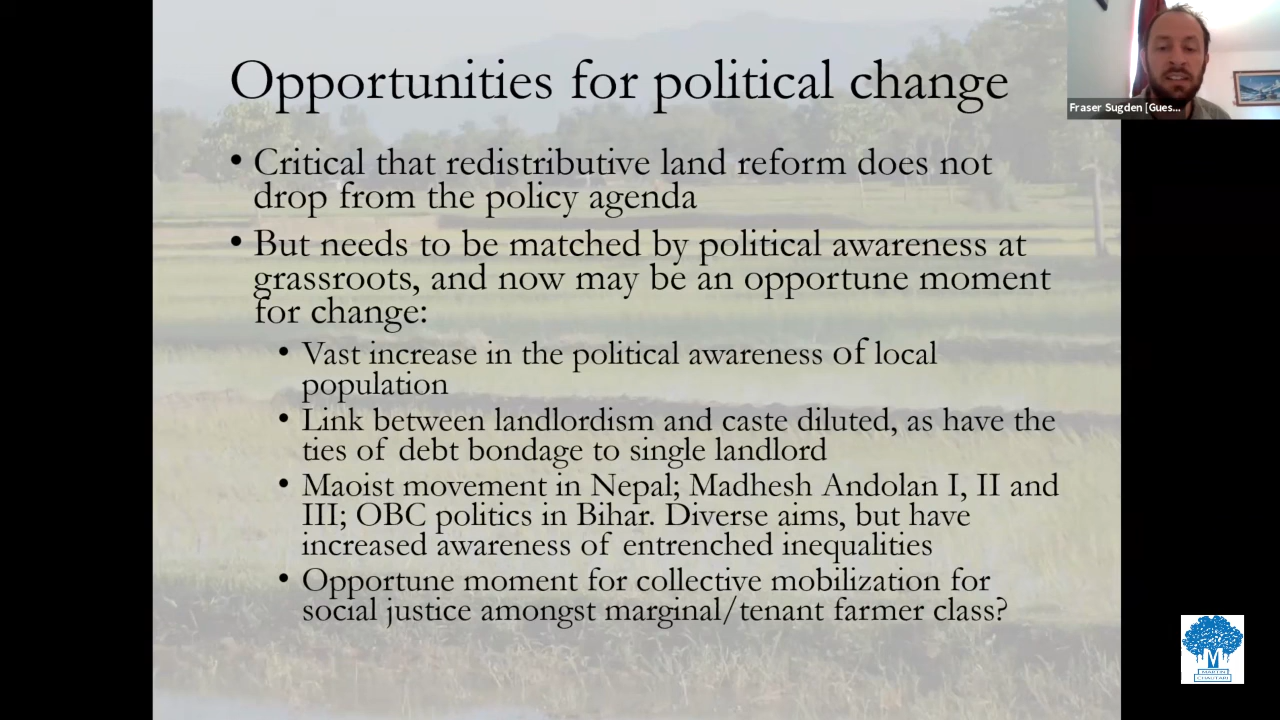 Opportunities for political change
• Critical that redistributive land reform does not
drop from the policy agenda
• But needs to be matched by political awareness at
grassroots, and now may be an opportune moment
for change:
• Vast increase in the political awareness of local
population
• Link between landlordism and caste diluted, as have the
ties of debt bondage to single landlord
• Maoist movement in Nepal; Madhesh Andolan I, II and
III; OBC politics in Bihar. Diverse aims, but have
increased awareness of entrenched inequalities
• Opportune moment for collective mobilization for
social justice amongst marginal/tenant farmer class?
Fraser Sugden [Gues...
M
MARTIN
CHAUTARI